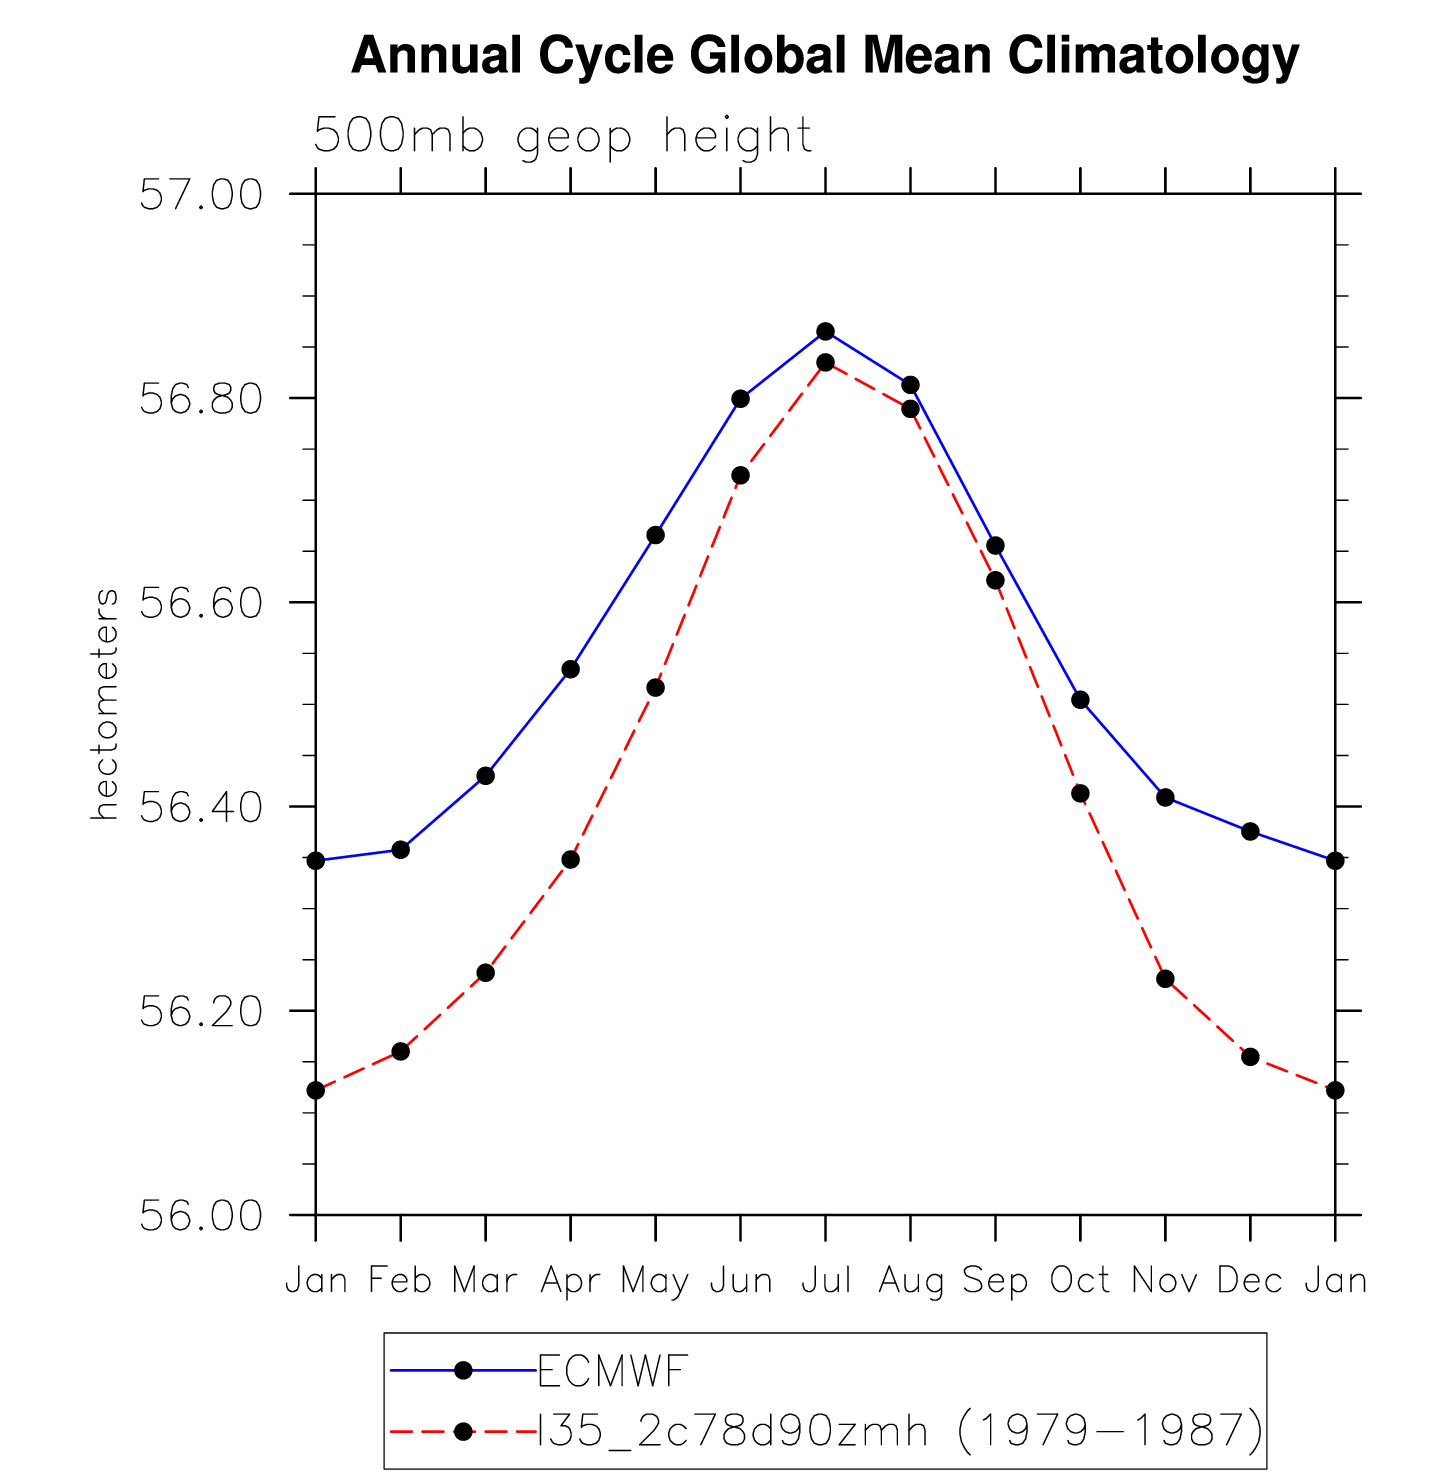 Annual Cycle Global Mean Climatology
500mb geop height
57.00
56.80
56.60
56.40
56.20
56.00
hectometers
Jan Feb Mar Apr May Jun Jul Aug Sep Oct Nov Dec Jan
ECMWF
I35_2c78d90zmh (1979-1987)